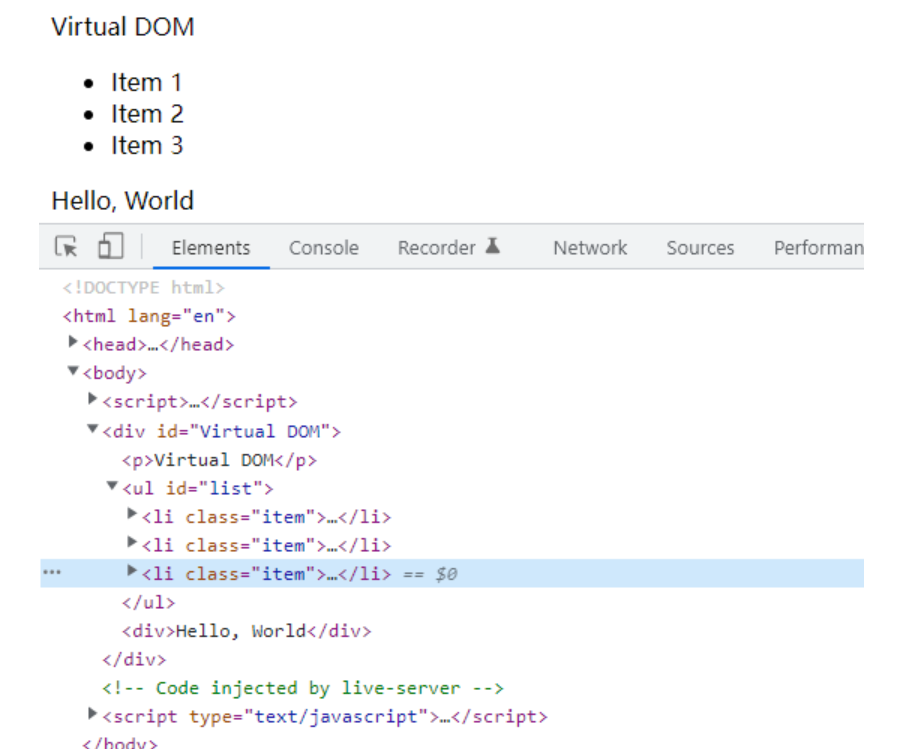 Virtual DOM
• Item 1
• Item 2
• Item 3
Hello, World
Elements Console Recorder Network Sources Performan
<!DOCTYPE html>
<html lang="en">
<head>…</head>
<body>
<script>…</script>
<div id="Virtual DOM">
<p>Virtual DOM</p>
<ul id="list">
<li class="item">…</li>
<li class="item">…</li>
<li class="item">…</li> == $0
</ul>
<div>Hello, World</div>
</div>
<!-- Code injected by live-server -->
<script type="text/javascript">…</script>
</body>